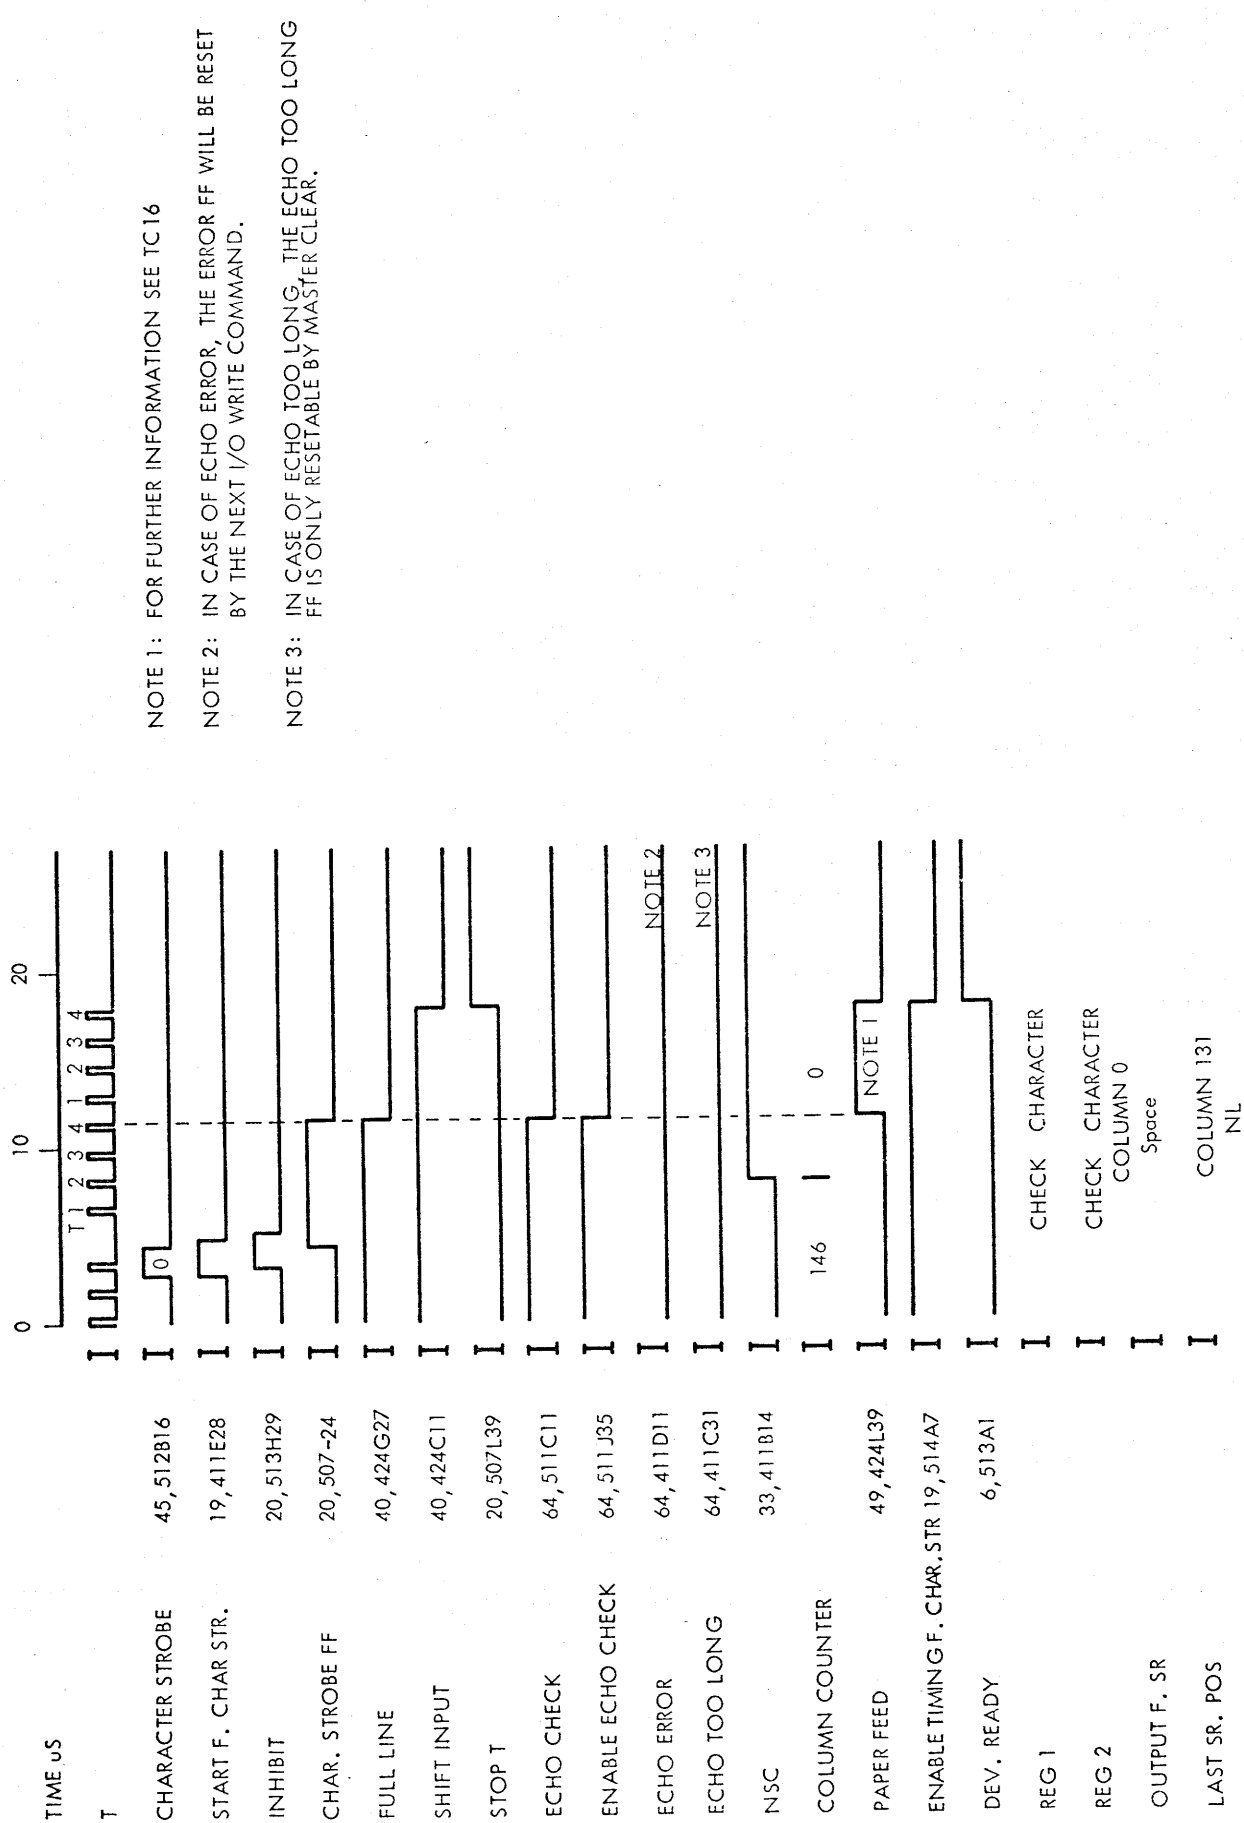 TIME uS 0 10 20
T T1 2 3 4 1 2 3 4
CHARACTER STROBE 45,512B16 0
START F. CHAR STR. 19,411E28
INHIBIT 20,513H29
CHAR. STROBE FF 20,507-24
FULL LINE 40,424G27
SHIFT INPUT 40,424C11
STOP T 20,507L39
ECHO CHECK 64,511C11
ENABLE ECHO CHECK 64,511J35
ECHO ERROR 64,411D11 NOTE 2
ECHO TOO LONG 64,411C31 NOTE 3
NSC 33,411B14
COLUMN COUNTER 146 0
PAPER FEED 49,424L39 NOTE 1
ENABLE TIMING F. CHAR.STR 19,514A7
DEV. READY 6,513A1
REG 1 CHECK CHARACTER
REG 2 CHECK CHARACTER
COLUMN 0
OUTPUT F. SR Space
LAST SR. POS COLUMN 131
NL
NOTE 1: FOR FURTHER INFORMATION SEE TC16
NOTE 2: IN CASE OF ECHO ERROR, THE ERROR FF WILL BE RESET
BY THE NEXT I/O WRITE COMMAND.
NOTE 3: IN CASE OF ECHO TOO LONG, THE ECHO TOO LONG
FF IS ONLY RESETABLE BY MASTER CLEAR.